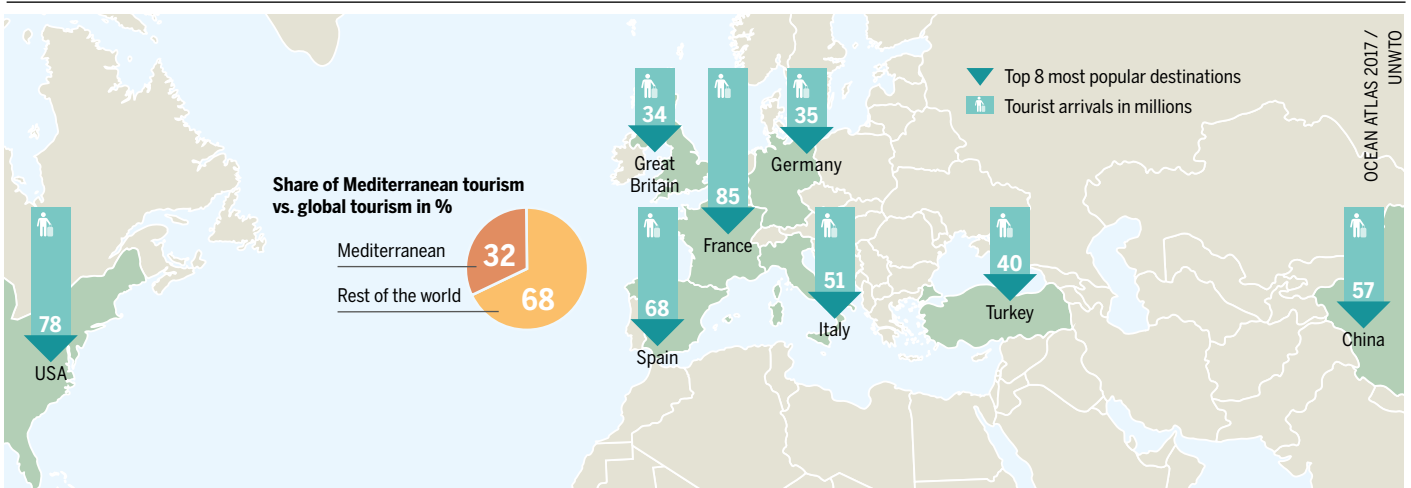 OCEAN ATLAS 2017 /
UNWTO
Top 8 most popular destinations
Tourist arrivals in millions
34
Great
Britain
85
France
35
Germany
Share of Mediterranean tourism
vs. global tourism in %
Mediterranean
32
Rest of the world
68
78
USA
68
Spain
51
Italy
40
Turkey
57
China